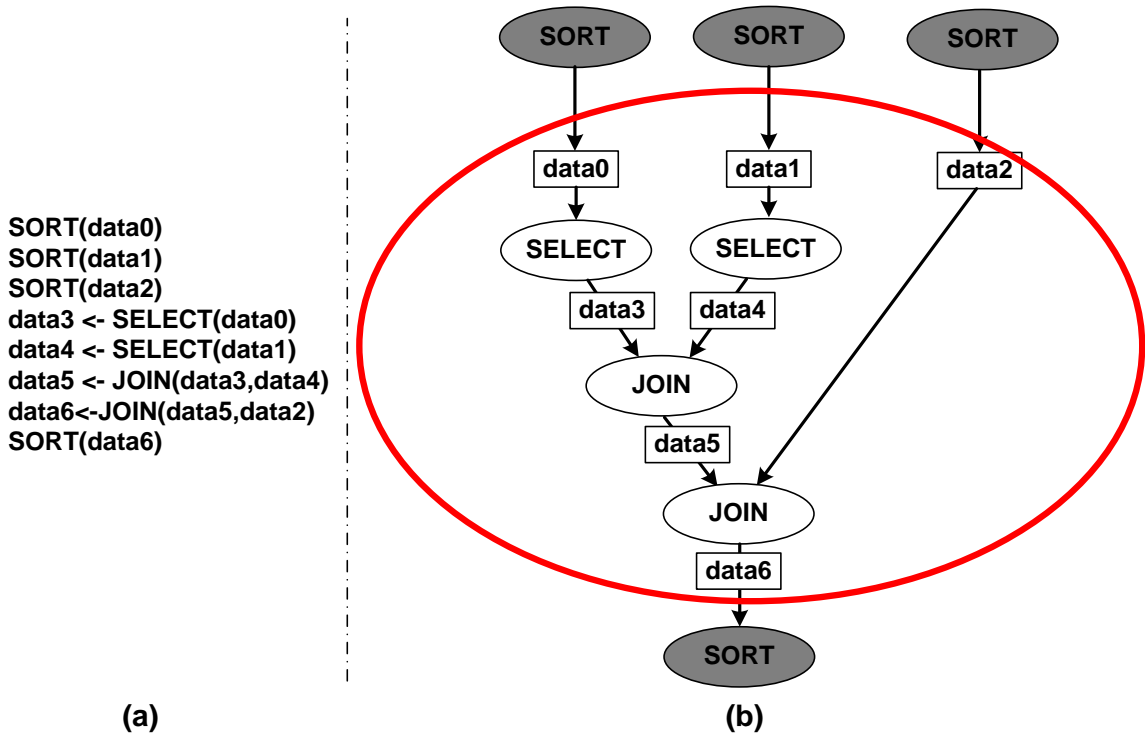 SORT(data0)
SORT(data1)
SORT(data2)
data3 <- SELECT(data0)
data4 <- SELECT(data1)
data5 <- JOIN(data3,data4)
data6<-JOIN(data5,data2)
SORT(data6)
(a)
SORT
SORT
SORT
data0
data1
data2
SELECT
SELECT
data3
data4
JOIN
data5
JOIN
data6
SORT
(b)